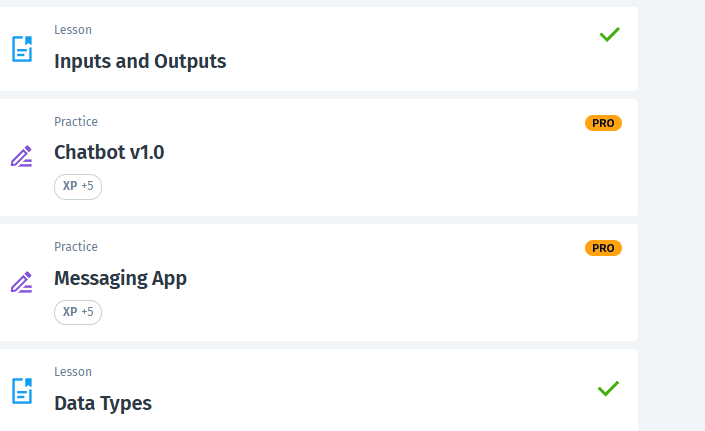 Lesson
Inputs and Outputs
Practice
PRO
Chatbot v1.0
XP +5
Practice
PRO
Messaging App
XP +5
Lesson
Data Types